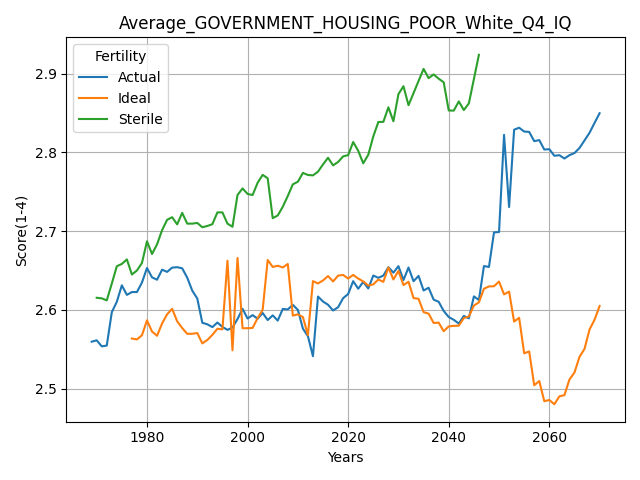 Average_GOVERNMENT_HOUSING_POOR_White_Q4_IQ
Fertility
Actual
Ideal
Sterile
Score(1-4)
2.9
2.8
2.7
2.6
2.5
1980
2000
2020
2040
2060
Years